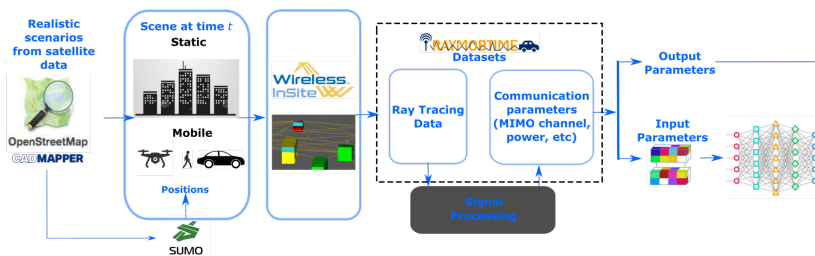 Realistic
scenarios
from satellite
data
OpenStreetMap
CADMAPPER
Scene at time t
Static
Mobile
Positions
SUMO
Wireless
InSite
RAYMOBTIME
Datasets
Ray Tracing
Data
Communication
parameters
(MIMO channel,
power, etc)
Signal
Processing
Output
Parameters
Input
Parameters